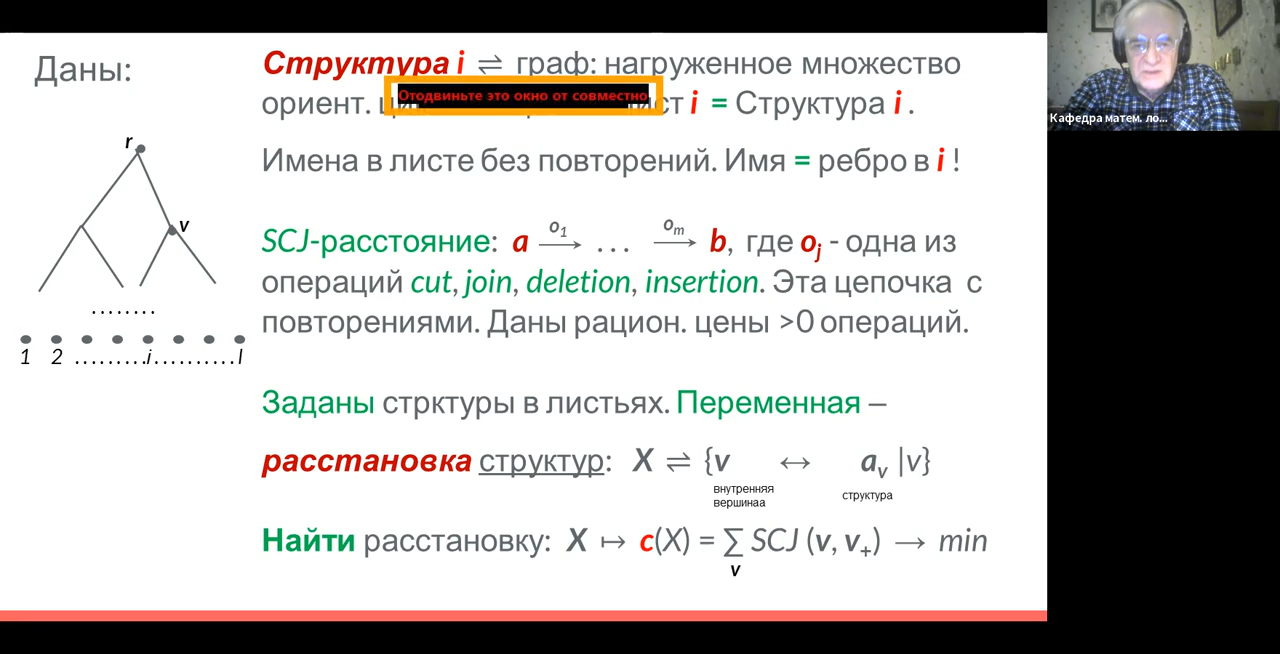 Даны:
Структура i ⇌ граф: нагруженное множество
ориент. ист i = Структура i .
Отодвиньте это окно от совместно
Имена в листе без повторений. Имя = ребро в i !
r
v
........
1 2 .........i..........l
SCJ-расстояние: a o1→ ... om→ b, где oj - одна из
операций cut, join, deletion, insertion. Эта цепочка с
повторениями. Даны рацион. цены >0 операций.
Заданы стрктуры в листьях. Переменная –
расстановка структур: X ⇌ {v ↔ av |v}
внутренняя
вершинаа
структура
Найти расстановку: X ↦ c(X) = ∑ SCJ (v, v+) → min
v
Кафедра матем. ло...